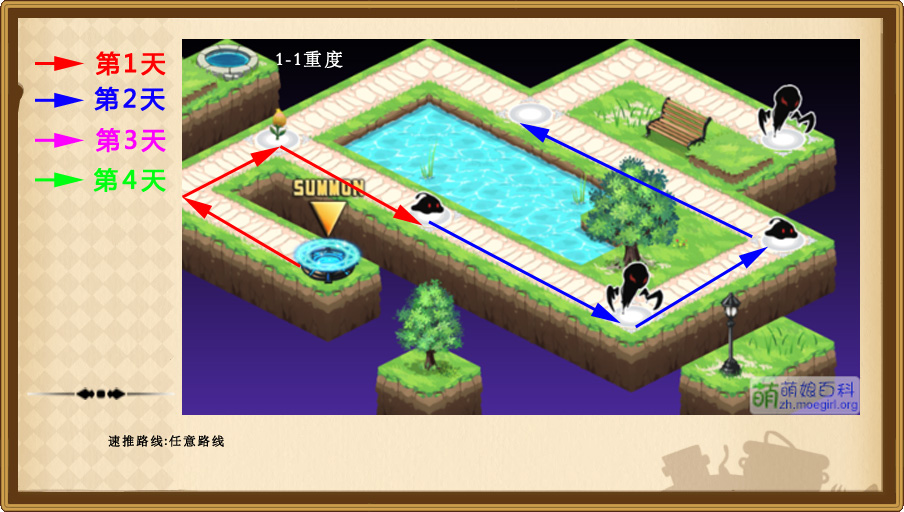 1-1重度
第1天
第2天
第3天
第4天
SUMMON
萌娘百科
zh.moegirl.org
速推路线:任意路线